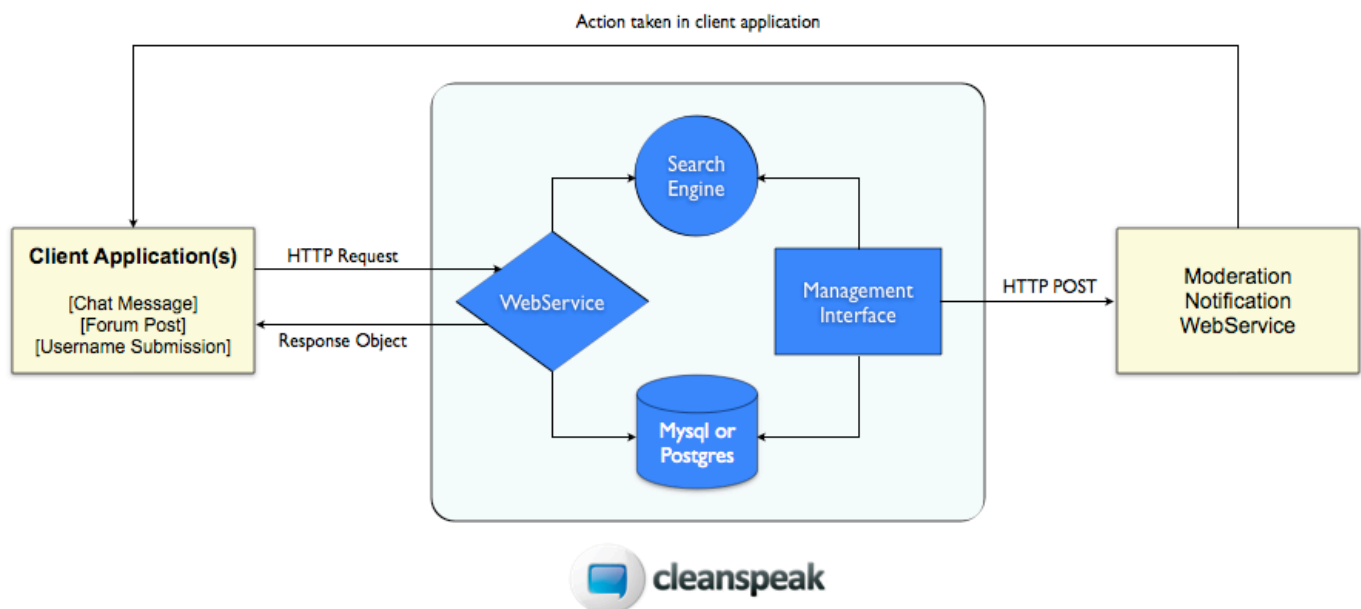 Action taken in client application
Client Application(s)
[Chat Message]
[Forum Post]
[Username Submission]
HTTP Request
Response Object
WebService
Search
Engine
Management
Interface
Mysql or
Postgres
HTTP POST
Moderation
Notification
WebService
cleanspeak